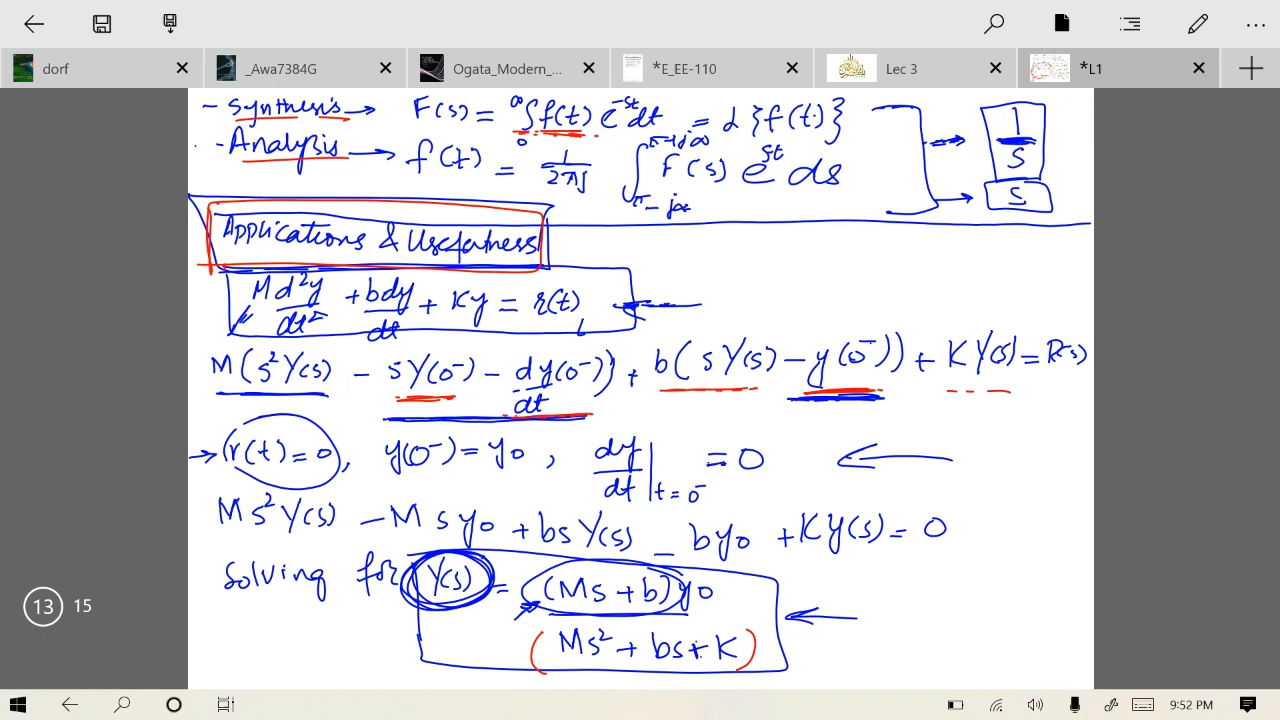 dorf
_Awa7384G
Ogata_Modern_...
*E_EE-110
Lec 3
*L1
- Synthesis → F(s) = ∫₀^∞ f(t) e^-st dt = L {f(t)}
1/S
- Analysis → f(t) = 1/2πj ∫ F(s) e^st ds
S
Applications & Usefulness
M d²y/dt² + b dy/dt + Ky = r(t)
M(s²Y(s) - sY(0⁻) - dy(0⁻)/dt) + b(sY(s) - y(0⁻)) + KY(s) = R(s)
→ (r(t) = 0), y(0⁻) = y0, dy/dt | t = 0⁻ = 0
Ms²Y(s) - M s y0 + bsY(s) - by0 + Ky(s) = 0
Solving for Y(s) = (Ms + b)y0
(Ms² + bs + K)
13 15
9:52 PM